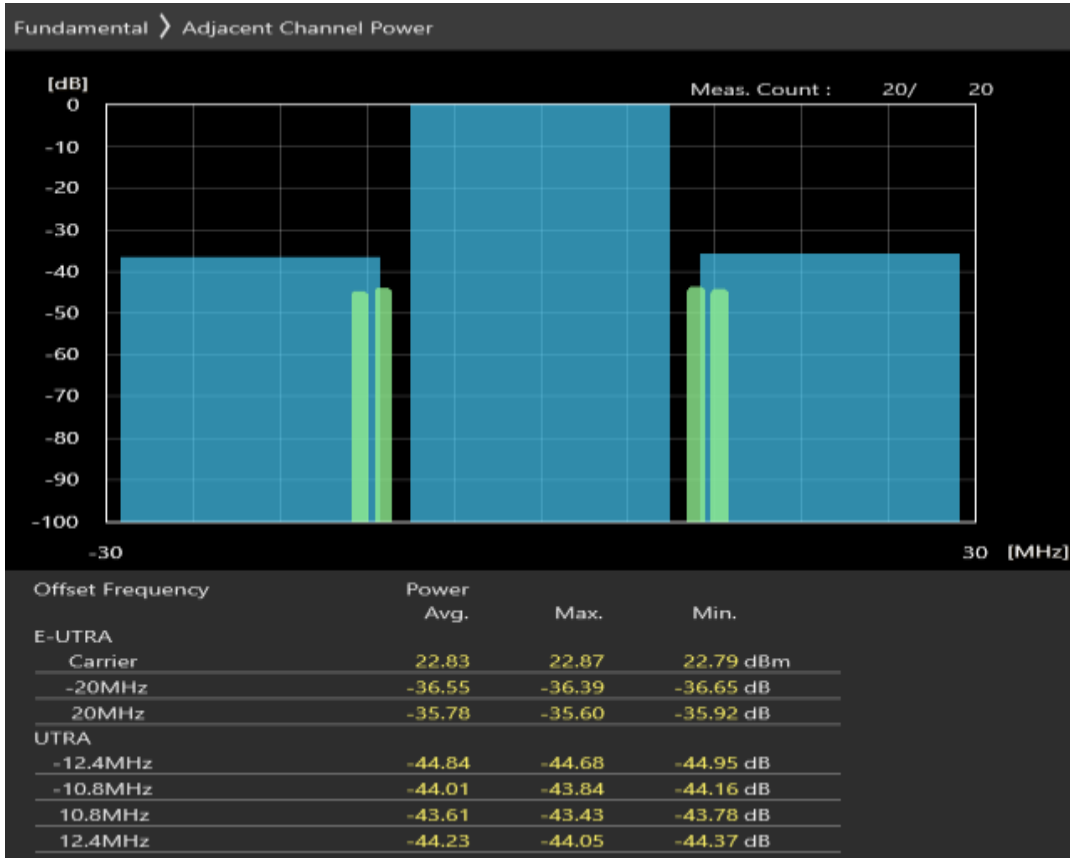 Fundamental ❭ Adjacent Channel Power
[dB]
Meas. Count : 20/ 20
0
-10
-20
-30
-40
-50
-60
-70
-80
-90
-100
-30 30 [MHz]
Offset Frequency Power
Avg. Max. Min.
E-UTRA
Carrier 22.83 22.87 22.79 dBm
-20MHz -36.55 -36.39 -36.65 dB
20MHz -35.78 -35.60 -35.92 dB
UTRA
-12.4MHz -44.84 -44.68 -44.95 dB
-10.8MHz -44.01 -43.84 -44.16 dB
10.8MHz -43.61 -43.43 -43.78 dB
12.4MHz -44.23 -44.05 -44.37 dB